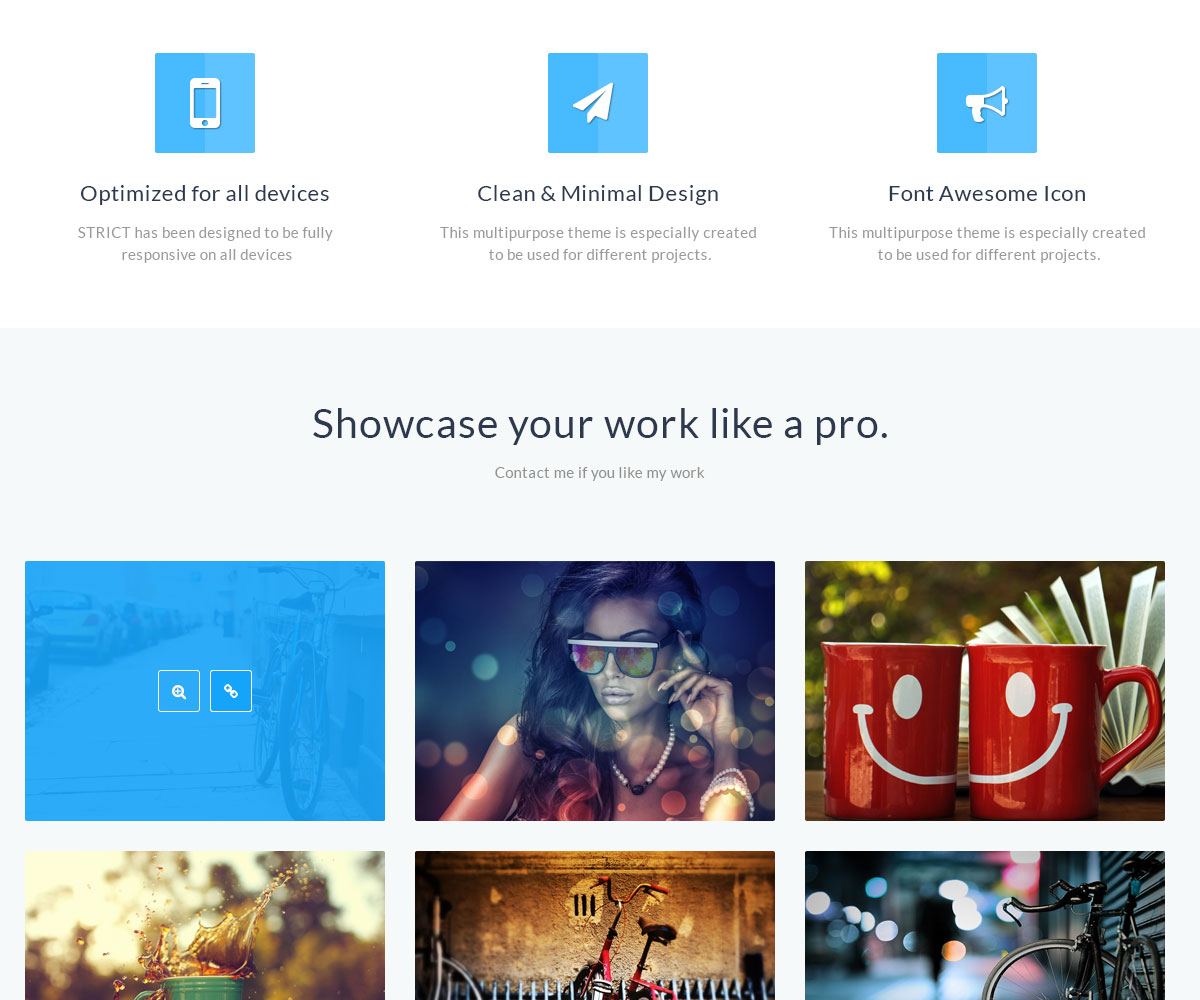 Optimized for all devices
STRICT has been designed to be fully
responsive on all devices
Clean & Minimal Design
This multipurpose theme is especially created
to be used for different projects.
Font Awesome Icon
This multipurpose theme is especially created
to be used for different projects.
Showcase your work like a pro.
Contact me if you like my work